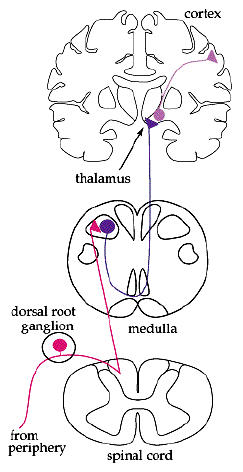 cortex
thalamus
dorsal root
ganglion
medulla
from
periphery
spinal cord